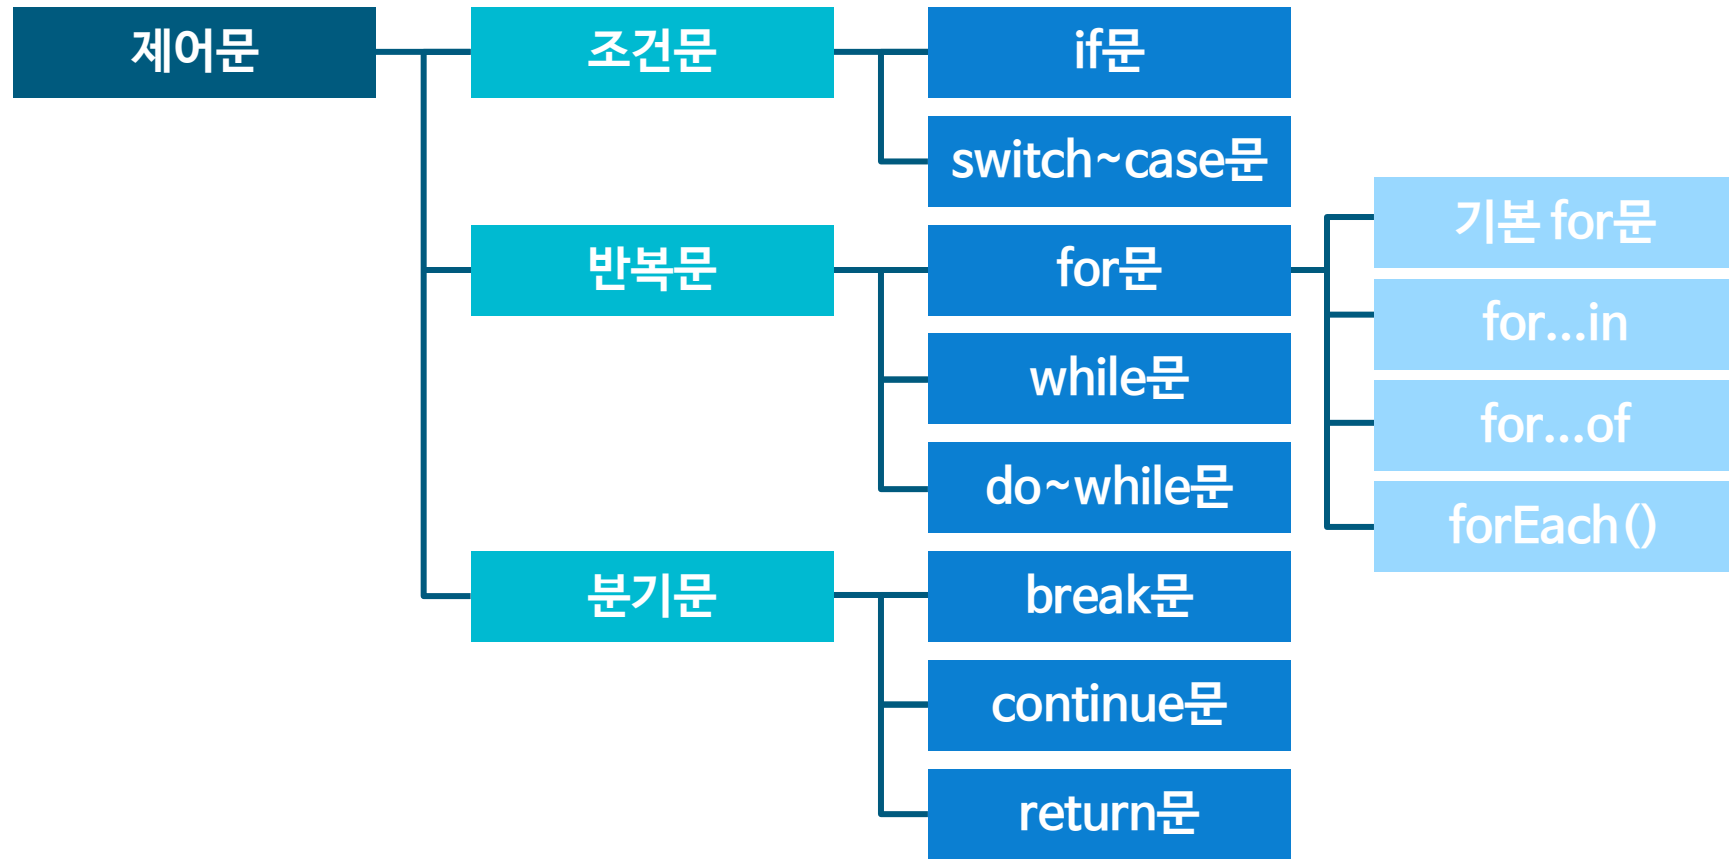 제어문
조건문
if문
switch~case문
반복문
for문
기본 for문
for...in
for...of
forEach()
while문
do~while문
분기문
break문
continue문
return문